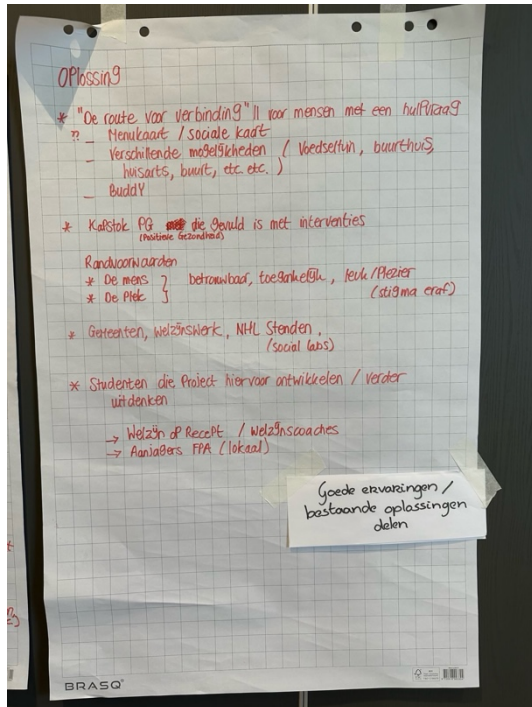 Oplossing
* "De route voor verbinding" || voor mensen met een hulpvraag
?? _ Menukaart / sociale kaart
_ Verschillende mogelijkheden ( Voedseltuin, buurthuis,
huisarts, buurt, etc. etc. )
_ Buddy
* Kapstok PG die gevuld is met interventies
(Positieve Gezondheid)
Randvoorwaarden
* De mens } betrouwbaar, toegankelijk, leuk/Plezier
* De Plek } (stigma eraf)
* Gemeenten, Welzijnswerk, NHL Stenden,
(social labs)
* Studenten die Project hiervoor ontwikkelen / verder
uitdenken
→ Welzijn op Recept / Welzijnscoaches
→ Aanjagers FPA (lokaal)
Goede ervaringen /
bestaande oplossingen
delen
BRASQ